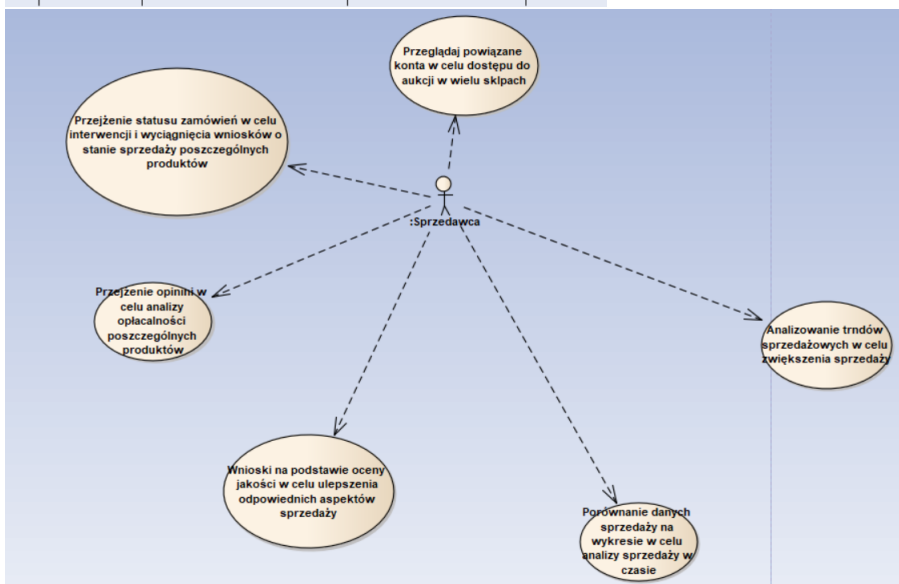 Przeglądaj powiązane
konta w celu dostępu do
aukcji w wielu sklpach
Przejżenie statusu zamówień w celu
interwencji i wyciągnięcia wniosków o
stanie sprzedaży poszczególnych
produktów
:Sprzedawca
Przejżenie opinini w
celu analizy
opłacalności
poszczególnych
produktów
Analizowanie trndów
sprzedażowych w celu
zwiększenia sprzedaży
Wnioski na podstawie oceny
jakości w celu ulepszenia
odpowiednich aspektów
sprzedaży
Porównanie danych
sprzedaży na
wykresie w celu
analizy sprzedaży w
czasie